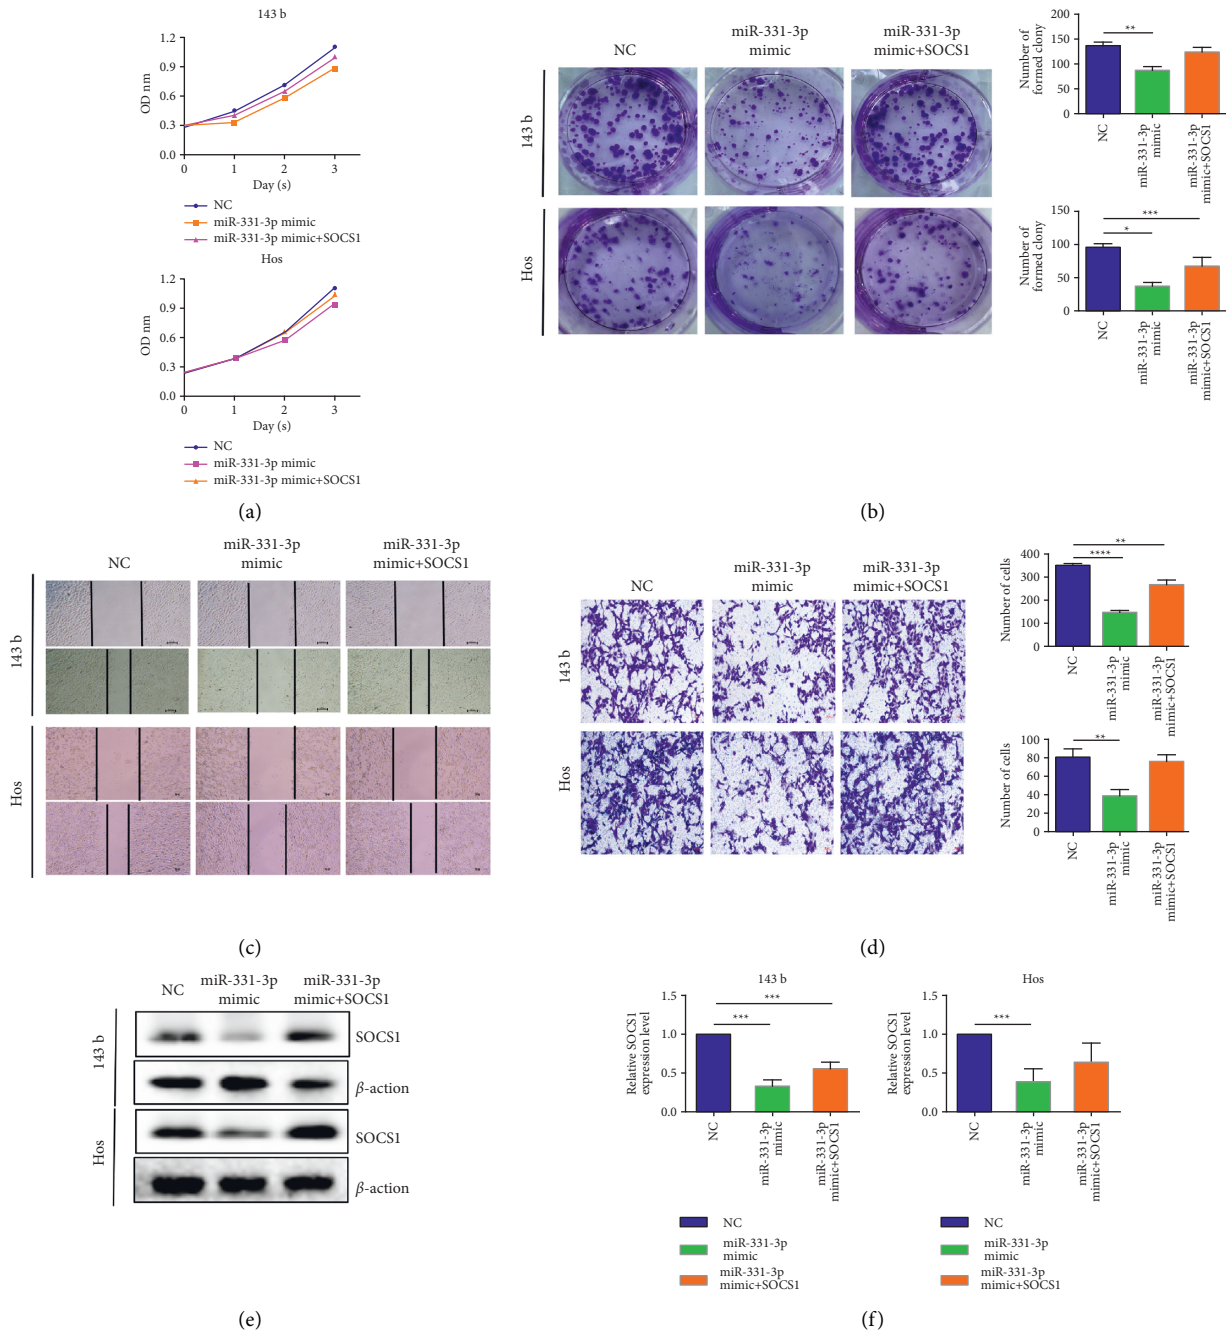 143 b
OD nm
1.2
0.9
0.6
0.3
0.0
0
1
2
3
Day (s)
NC
miR-331-3p mimic
miR-331-3p mimic+SOCS1
Hos
OD nm
1.2
0.9
0.6
0.3
0.0
0
1
2
3
Day (s)
NC
miR-331-3p mimic
miR-331-3p mimic+SOCS1
(a)
NC
miR-331-3p
mimic
miR-331-3p
mimic+SOCS1
143 b
Hos
Number of
formed clony
200
150
100
50
0
**
NC
miR-331-3p
mimic
miR-331-3p
mimic+SOCS1
Number of
formed clony
150
100
50
0
***
*
NC
miR-331-3p
mimic
miR-331-3p
mimic+SOCS1
(b)
NC
miR-331-3p
mimic
miR-331-3p
mimic+SOCS1
143 b
Hos
(c)
NC
miR-331-3p
mimic
miR-331-3p
mimic+SOCS1
143 b
Hos
Number of cells
400
300
200
100
0
**
****
NC
miR-331-3p
mimic
miR-331-3p
mimic+SOCS1
Number of cells
100
80
60
40
20
0
**
NC
miR-331-3p
mimic
miR-331-3p
mimic+SOCS1
(d)
NC
miR-331-3p
mimic
miR-331-3p
mimic+SOCS1
143 b
SOCS1
β-action
Hos
SOCS1
β-action
(e)
143 b
Relative SOCS1
expression level
1.5
1.0
0.5
0.0
***
***
NC
miR-331-3p
mimic
miR-331-3p
mimic+SOCS1
NC
miR-331-3p
mimic
miR-331-3p
mimic+SOCS1
Hos
Relative SOCS1
expression level
1.5
1.0
0.5
0.0
***
NC
miR-331-3p
mimic
miR-331-3p
mimic+SOCS1
NC
miR-331-3p
mimic
miR-331-3p
mimic+SOCS1
(f)